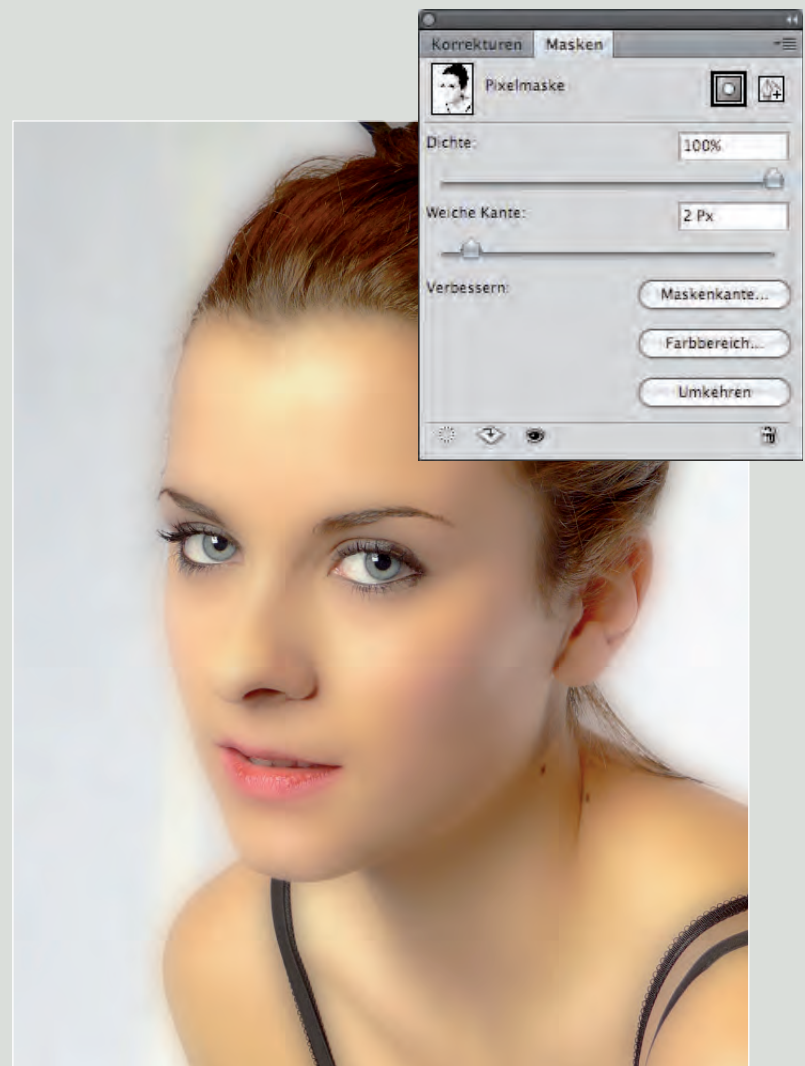 Korrekturen Masken
Pixelmaske
Dichte: 100%
Weiche Kante: 2 Px
Verbessern: Maskenkante...
Farbbereich...
Umkehren